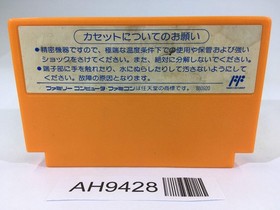 カセットについてのお願い
●精密機器ですので、極端な温度条件下での使用や保管および強い
ショックをさけてください。また、絶対に分解しないでください。
●端子部に手を触れたり、水にぬらしたりして汚さないようにして
ください。故障の原因となります。
ファミリーコンピュータ・ファミコンは任天堂の商標です。
AH9428